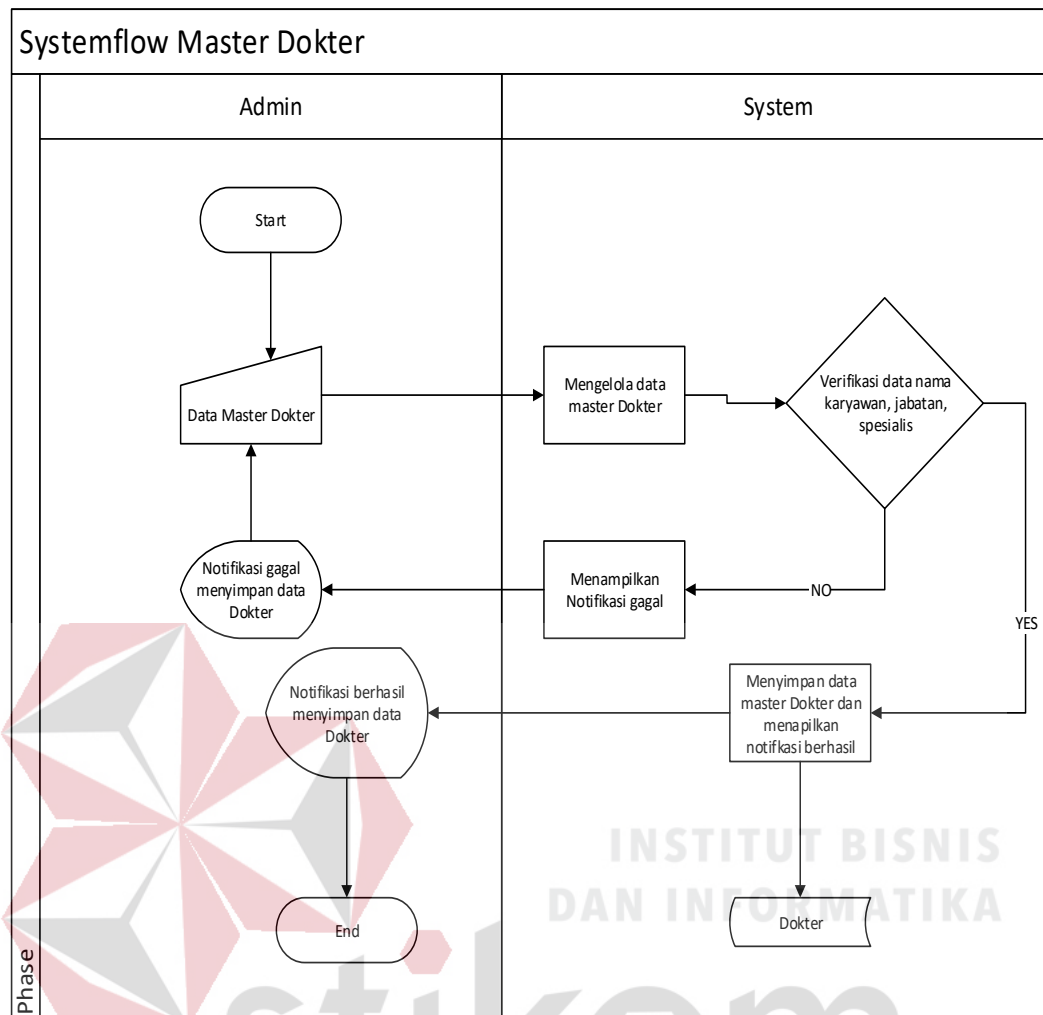 Systemflow Master Dokter
Admin
System
Start
Data Master Dokter
Mengelola data
master Dokter
Verifikasi data nama
karyawan, jabatan,
spesialis
Notifikasi gagal
menyimpan data
Dokter
Menampilkan
Notifikasi gagal
NO
YES
Notifikasi berhasil
menyimpan data
Dokter
Menyimpan data
master Dokter dan
menapilkan
notifkasi berhasil
INSTITUT BISNIS
DAN INFORMATIKA
End
Dokter
Phase
stikom